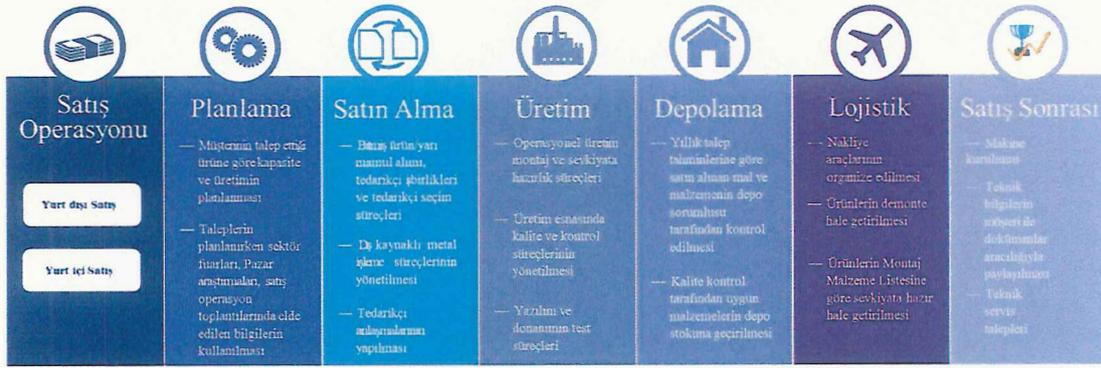 Satış
Operasyonu
Yurt dışı Satış
Yurt içi Satış
Planlama
— Müşterinin talep ettiği
ürüne göre kapasite
ve üretimin
planlanması
— Taleplerin
planlanırken sektör
fuarları, Pazar
araştırmaları, satış
operasyon
toplantılarında elde
edilen bilgilerin
kullanılması
Satın Alma
— Bitmiş ürün/yarı
mamul alımı,
tedarikçi işbirlikleri
ve tedarikçi seçim
süreçleri
— Dış kaynaklı metal
işleme süreçlerinin
yönetilmesi
— Tedarikçi
anlaşmalarının
yapılması
Üretim
— Operasyonel üretim
montaj ve sevkiyata
hazırlık süreçleri
— Üretim esnasında
kalite ve kontrol
süreçlerinin
yönetilmesi
— Yazılım ve
donanımın test
süreçleri
Depolama
— Yıllık talep
tahminlerine göre
satın alınan mal ve
malzemenin depo
sorumlusu
tarafından kontrol
edilmesi
— Kalite kontrol
tarafından uygun
malzemelerin depo
stokuna geçirilmesi
Lojistik
— Nakliye
araçlarının
organize edilmesi
— Ürünlerin demonte
hale getirilmesi
— Ürünlerin Montaj
Malzeme Listesine
göre sevkiyata hazır
hale getirilmesi
Satış Sonrası
— Makine
kurulumu
— Teknik
bilgilerin
müşteri ile
dokümanlar
aracılığıyla
paylaşılması
— Teknik
servis
talepleri